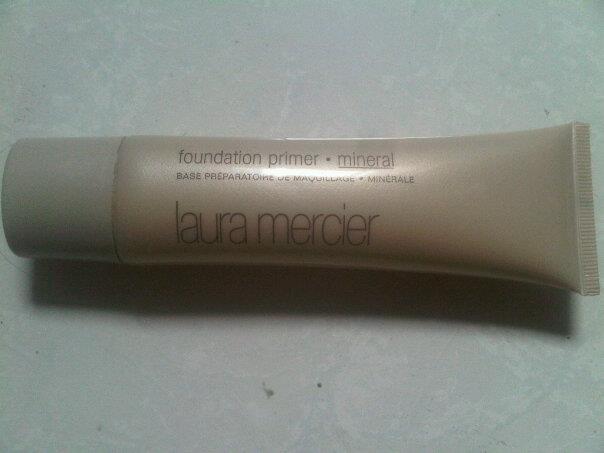 foundation primer • mineral
BASE PRÉPARATOIRE DE MAQUILLAGE • MINÉRALE
laura mercier